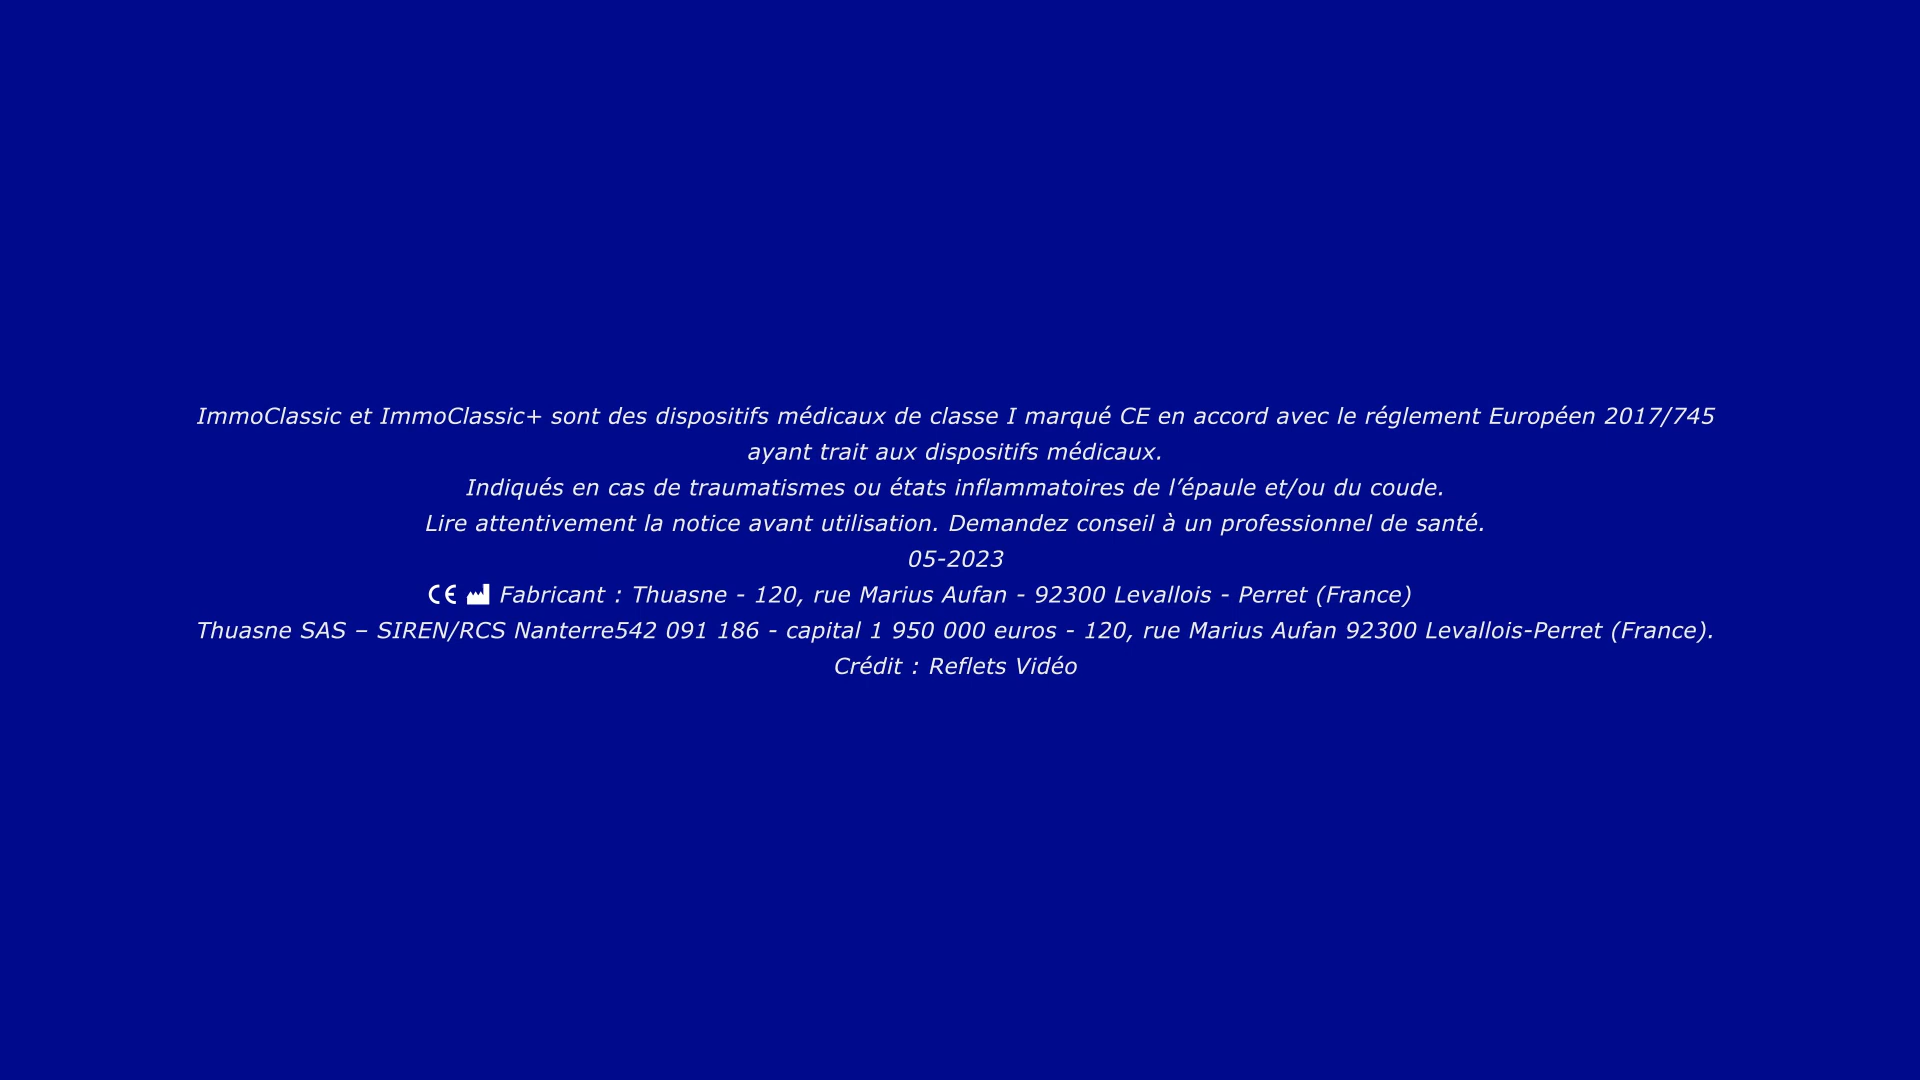 ImmoClassic et ImmoClassic+ sont des dispositifs médicaux de classe I marqué CE en accord avec le réglement Européen 2017/745
ayant trait aux dispositifs médicaux.
Indiqués en cas de traumatismes ou états inflammatoires de l’épaule et/ou du coude.
Lire attentivement la notice avant utilisation. Demandez conseil à un professionnel de santé.
05-2023
CE Fabricant : Thuasne - 120, rue Marius Aufan - 92300 Levallois - Perret (France)
Thuasne SAS – SIREN/RCS Nanterre542 091 186 - capital 1 950 000 euros - 120, rue Marius Aufan 92300 Levallois-Perret (France).
Crédit : Reflets Vidéo